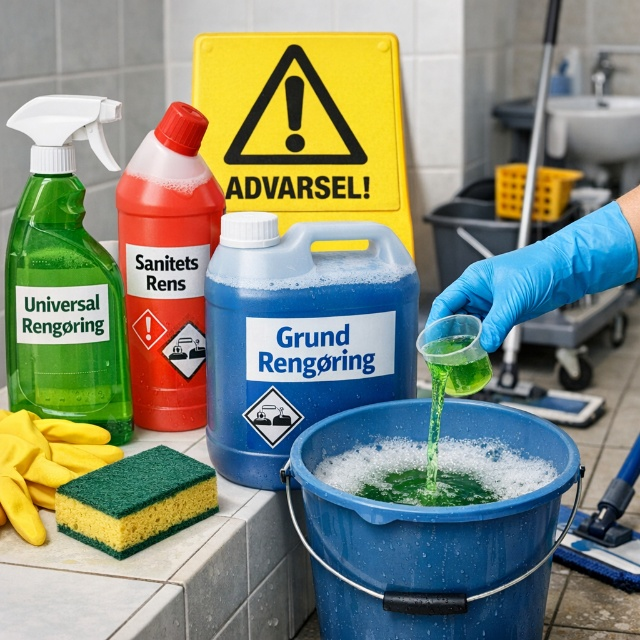 ADVARSEL!
Universal
Rengøring
Sanitets
Rens
Grund
Rengøring